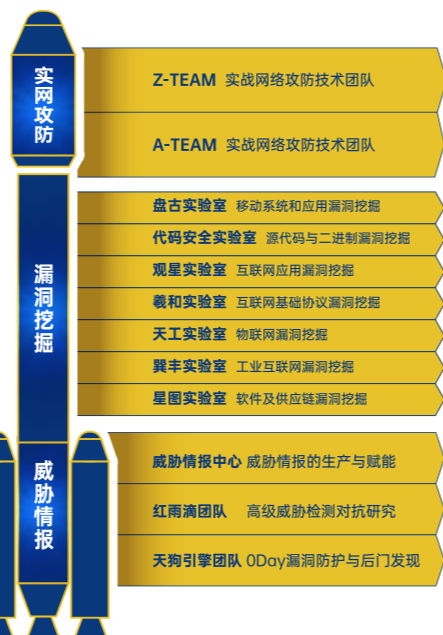 实网攻防
Z-TEAM 实战网络攻防技术团队
A-TEAM 实战网络攻防技术团队
漏洞挖掘
盘古实验室 移动系统和应用漏洞挖掘
代码安全实验室 源代码与二进制漏洞挖掘
观星实验室 互联网应用漏洞挖掘
羲和实验室 互联网基础协议漏洞挖掘
天工实验室 物联网漏洞挖掘
巽丰实验室 工业互联网漏洞挖掘
星图实验室 软件及供应链漏洞挖掘
威胁情报
威胁情报中心 威胁情报的生产与赋能
红雨滴团队 高级威胁检测对抗研究
天狗引擎团队 0Day漏洞防护与后门发现